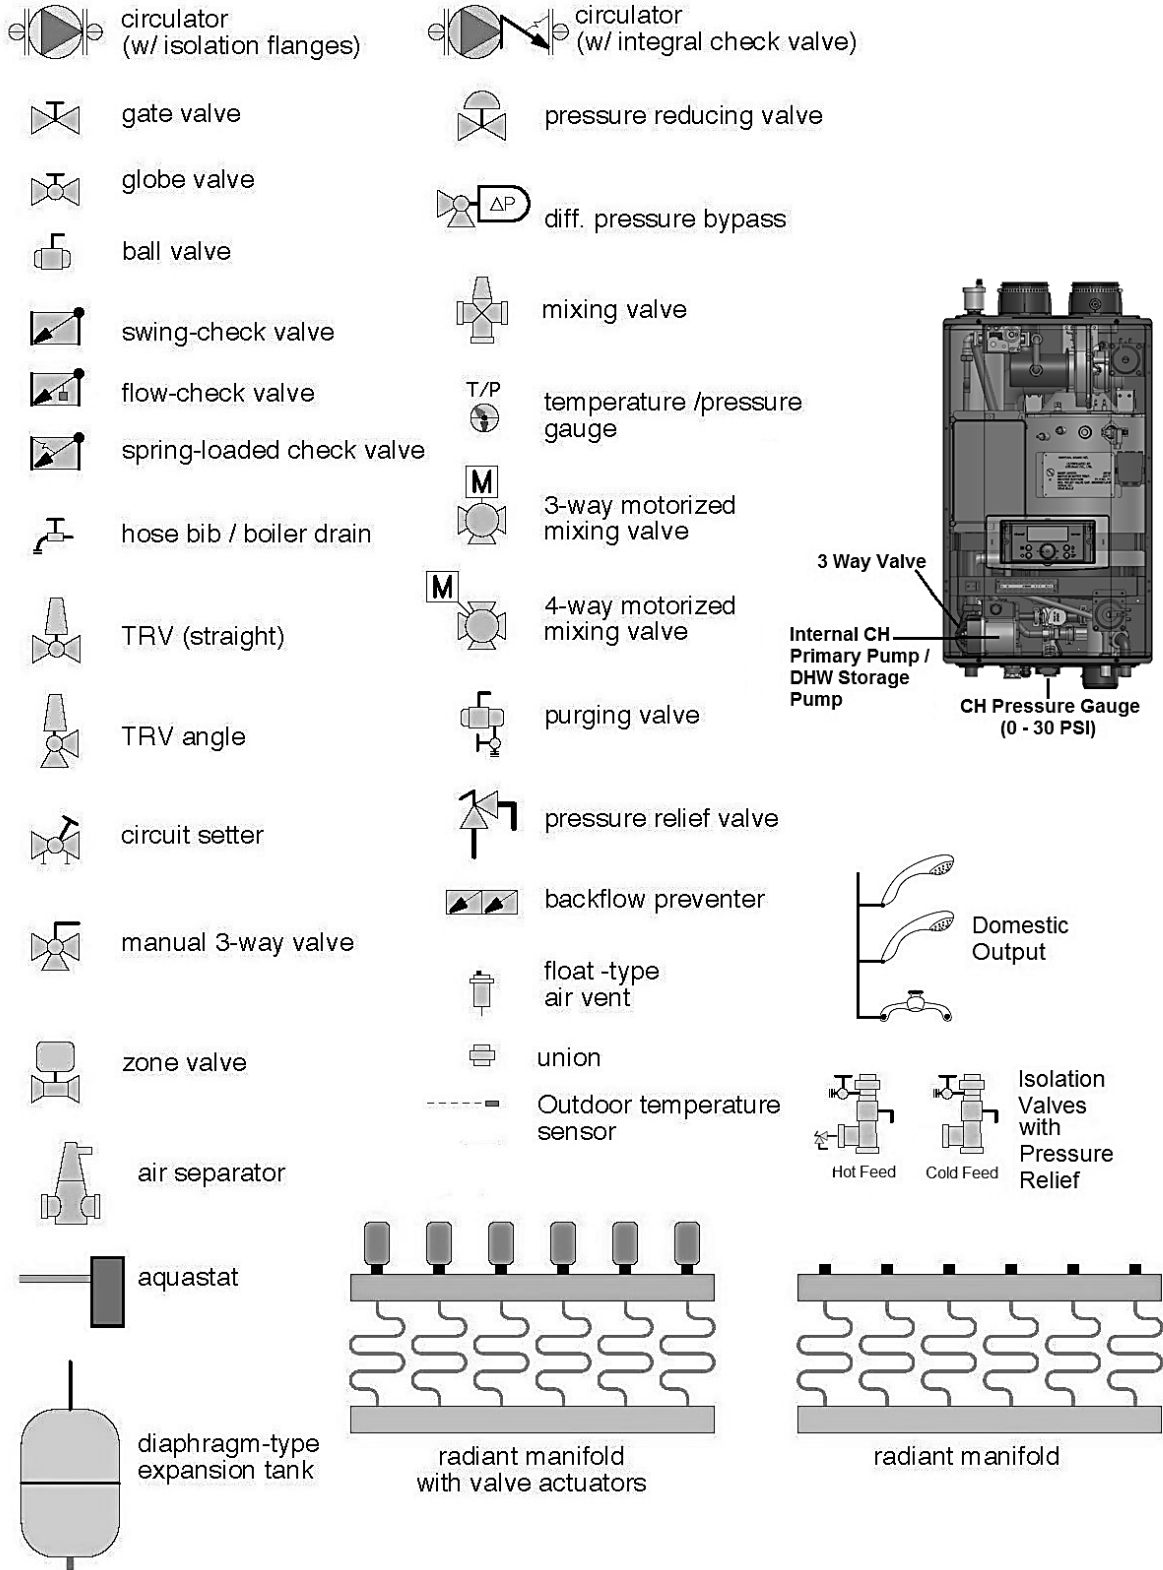 circulator
(w/ isolation flanges)
gate valve
globe valve
ball valve
swing-check valve
flow-check valve
spring-loaded check valve
hose bib / boiler drain
TRV (straight)
TRV angle
circuit setter
manual 3-way valve
zone valve
air separator
aquastat
diaphragm-type
expansion tank
circulator
(w/ integral check valve)
pressure reducing valve
ΔP
diff. pressure bypass
mixing valve
T/P
temperature /pressure
gauge
M
3-way motorized
mixing valve
M
4-way motorized
mixing valve
purging valve
pressure relief valve
backflow preventer
float -type
air vent
union
Outdoor temperature
sensor
3 Way Valve
Internal CH
Primary Pump /
DHW Storage
Pump
CH Pressure Gauge
(0 - 30 PSI)
Domestic
Output
Isolation
Valves
with
Pressure
Relief
Hot Feed
Cold Feed
radiant manifold
with valve actuators
radiant manifold